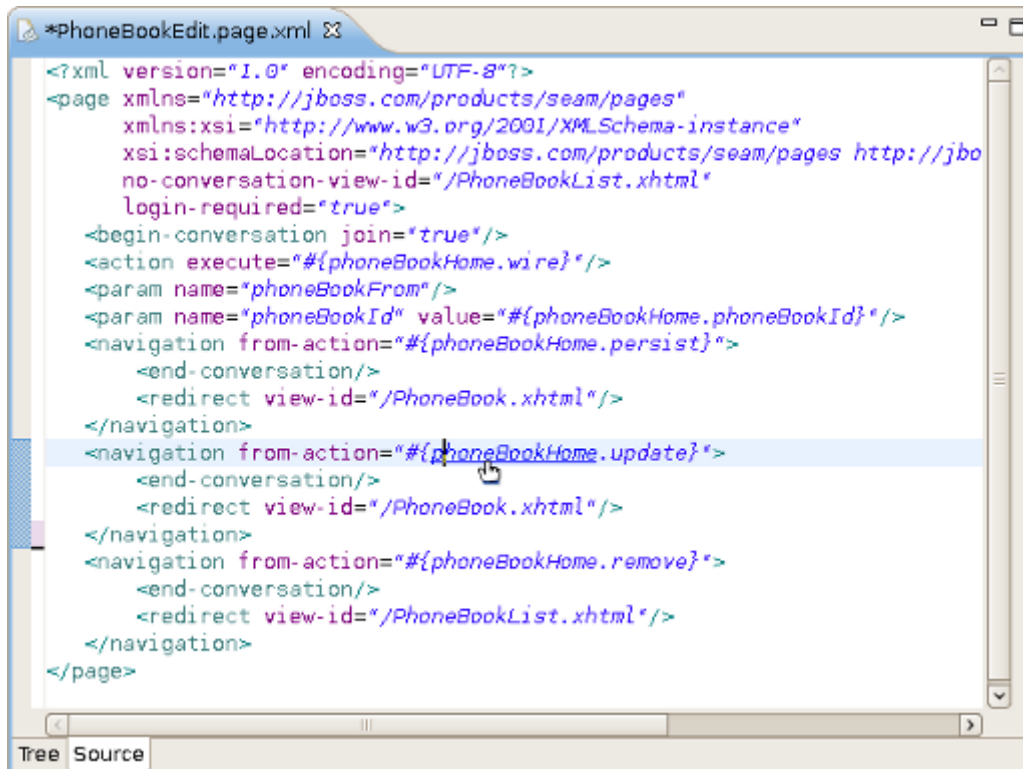 *PhoneBookEdit.page.xml
<?xml version="1.0" encoding="UTF-8"?>
<page xmlns="http://jboss.com/products/seam/pages"
xmlns:xsi="http://www.w3.org/2001/XMLSchema-instance"
xsi:schemaLocation="http://jboss.com/products/seam/pages http://jbo
no-conversation-view-id="/PhoneBookList.xhtml"
login-required="true">
<begin-conversation join="true"/>
<action execute="#{phoneBookHome.wire}"/>
<param name="phoneBookFrom"/>
<param name="phoneBookId" value="#{phoneBookHome.phoneBookId}"/>
<navigation from-action="#{phoneBookHome.persist}">
<end-conversation/>
<redirect view-id="/PhoneBook.xhtml"/>
</navigation>
<navigation from-action="#{phoneBookHome.update}">
<end-conversation/>
<redirect view-id="/PhoneBook.xhtml"/>
</navigation>
<navigation from-action="#{phoneBookHome.remove}">
<end-conversation/>
<redirect view-id="/PhoneBookList.xhtml"/>
</navigation>
</page>
Tree Source